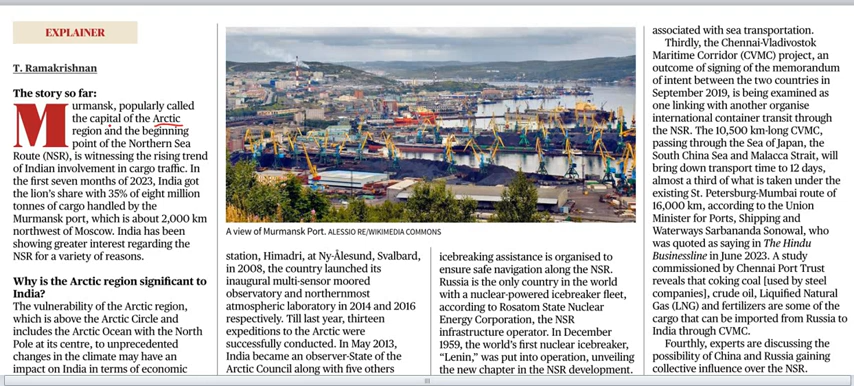 EXPLAINER
T. Ramakrishnan
The story so far:
Murmansk, popularly called
the capital of the Arctic
region and the beginning
point of the Northern Sea
Route (NSR), is witnessing the rising trend
of Indian involvement in cargo traffic. In
the first seven months of 2023, India got
the lion's share with 35% of eight million
tonnes of cargo handled by the
Murmansk port, which is about 2,000 km
northwest of Moscow. India has been
showing greater interest regarding the
NSR for a variety of reasons.
Why is the Arctic region significant to
India?
The vulnerability of the Arctic region,
which is above the Arctic Circle and
includes the Arctic Ocean with the North
Pole at its centre, to unprecedented
changes in the climate may have an
impact on India in terms of economic
A view of Murmansk Port. ALESSIO RE/WIKIMEDIA COMMONS
station, Himadri, at Ny-Ålesund, Svalbard,
in 2008, the country launched its
inaugural multi-sensor moored
observatory and northernmost
atmospheric laboratory in 2014 and 2016
respectively. Till last year, thirteen
expeditions to the Arctic were
successfully conducted. In May 2013,
India became an observer-State of the
Arctic Council along with five others
icebreaking assistance is organised to
ensure safe navigation along the NSR.
Russia is the only country in the world
with a nuclear-powered icebreaker fleet,
according to Rosatom State Nuclear
Energy Corporation, the NSR
infrastructure operator. In December
1959, the world's first nuclear icebreaker,
“Lenin,” was put into operation, unveiling
the new chapter in the NSR development.
associated with sea transportation.
Thirdly, the Chennai-Vladivostok
Maritime Corridor (CVMC) project, an
outcome of signing of the memorandum
of intent between the two countries in
September 2019, is being examined as
one linking with another organise
international container transit through
the NSR. The 10,500 km-long CVMC,
passing through the Sea of Japan, the
South China Sea and Malacca Strait, will
bring down transport time to 12 days,
almost a third of what is taken under the
existing St. Petersburg-Mumbai route of
16,000 km, according to the Union
Minister for Ports, Shipping and
Waterways Sarbananda Sonowal, who
was quoted as saying in The Hindu
Businessline in June 2023. A study
commissioned by Chennai Port Trust
reveals that coking coal [used by steel
companies], crude oil, Liquified Natural
Gas (LNG) and fertilizers are some of the
cargo that can be imported from Russia to
India through CVMC.
Fourthly, experts are discussing the
possibility of China and Russia gaining
collective influence over the NSR.